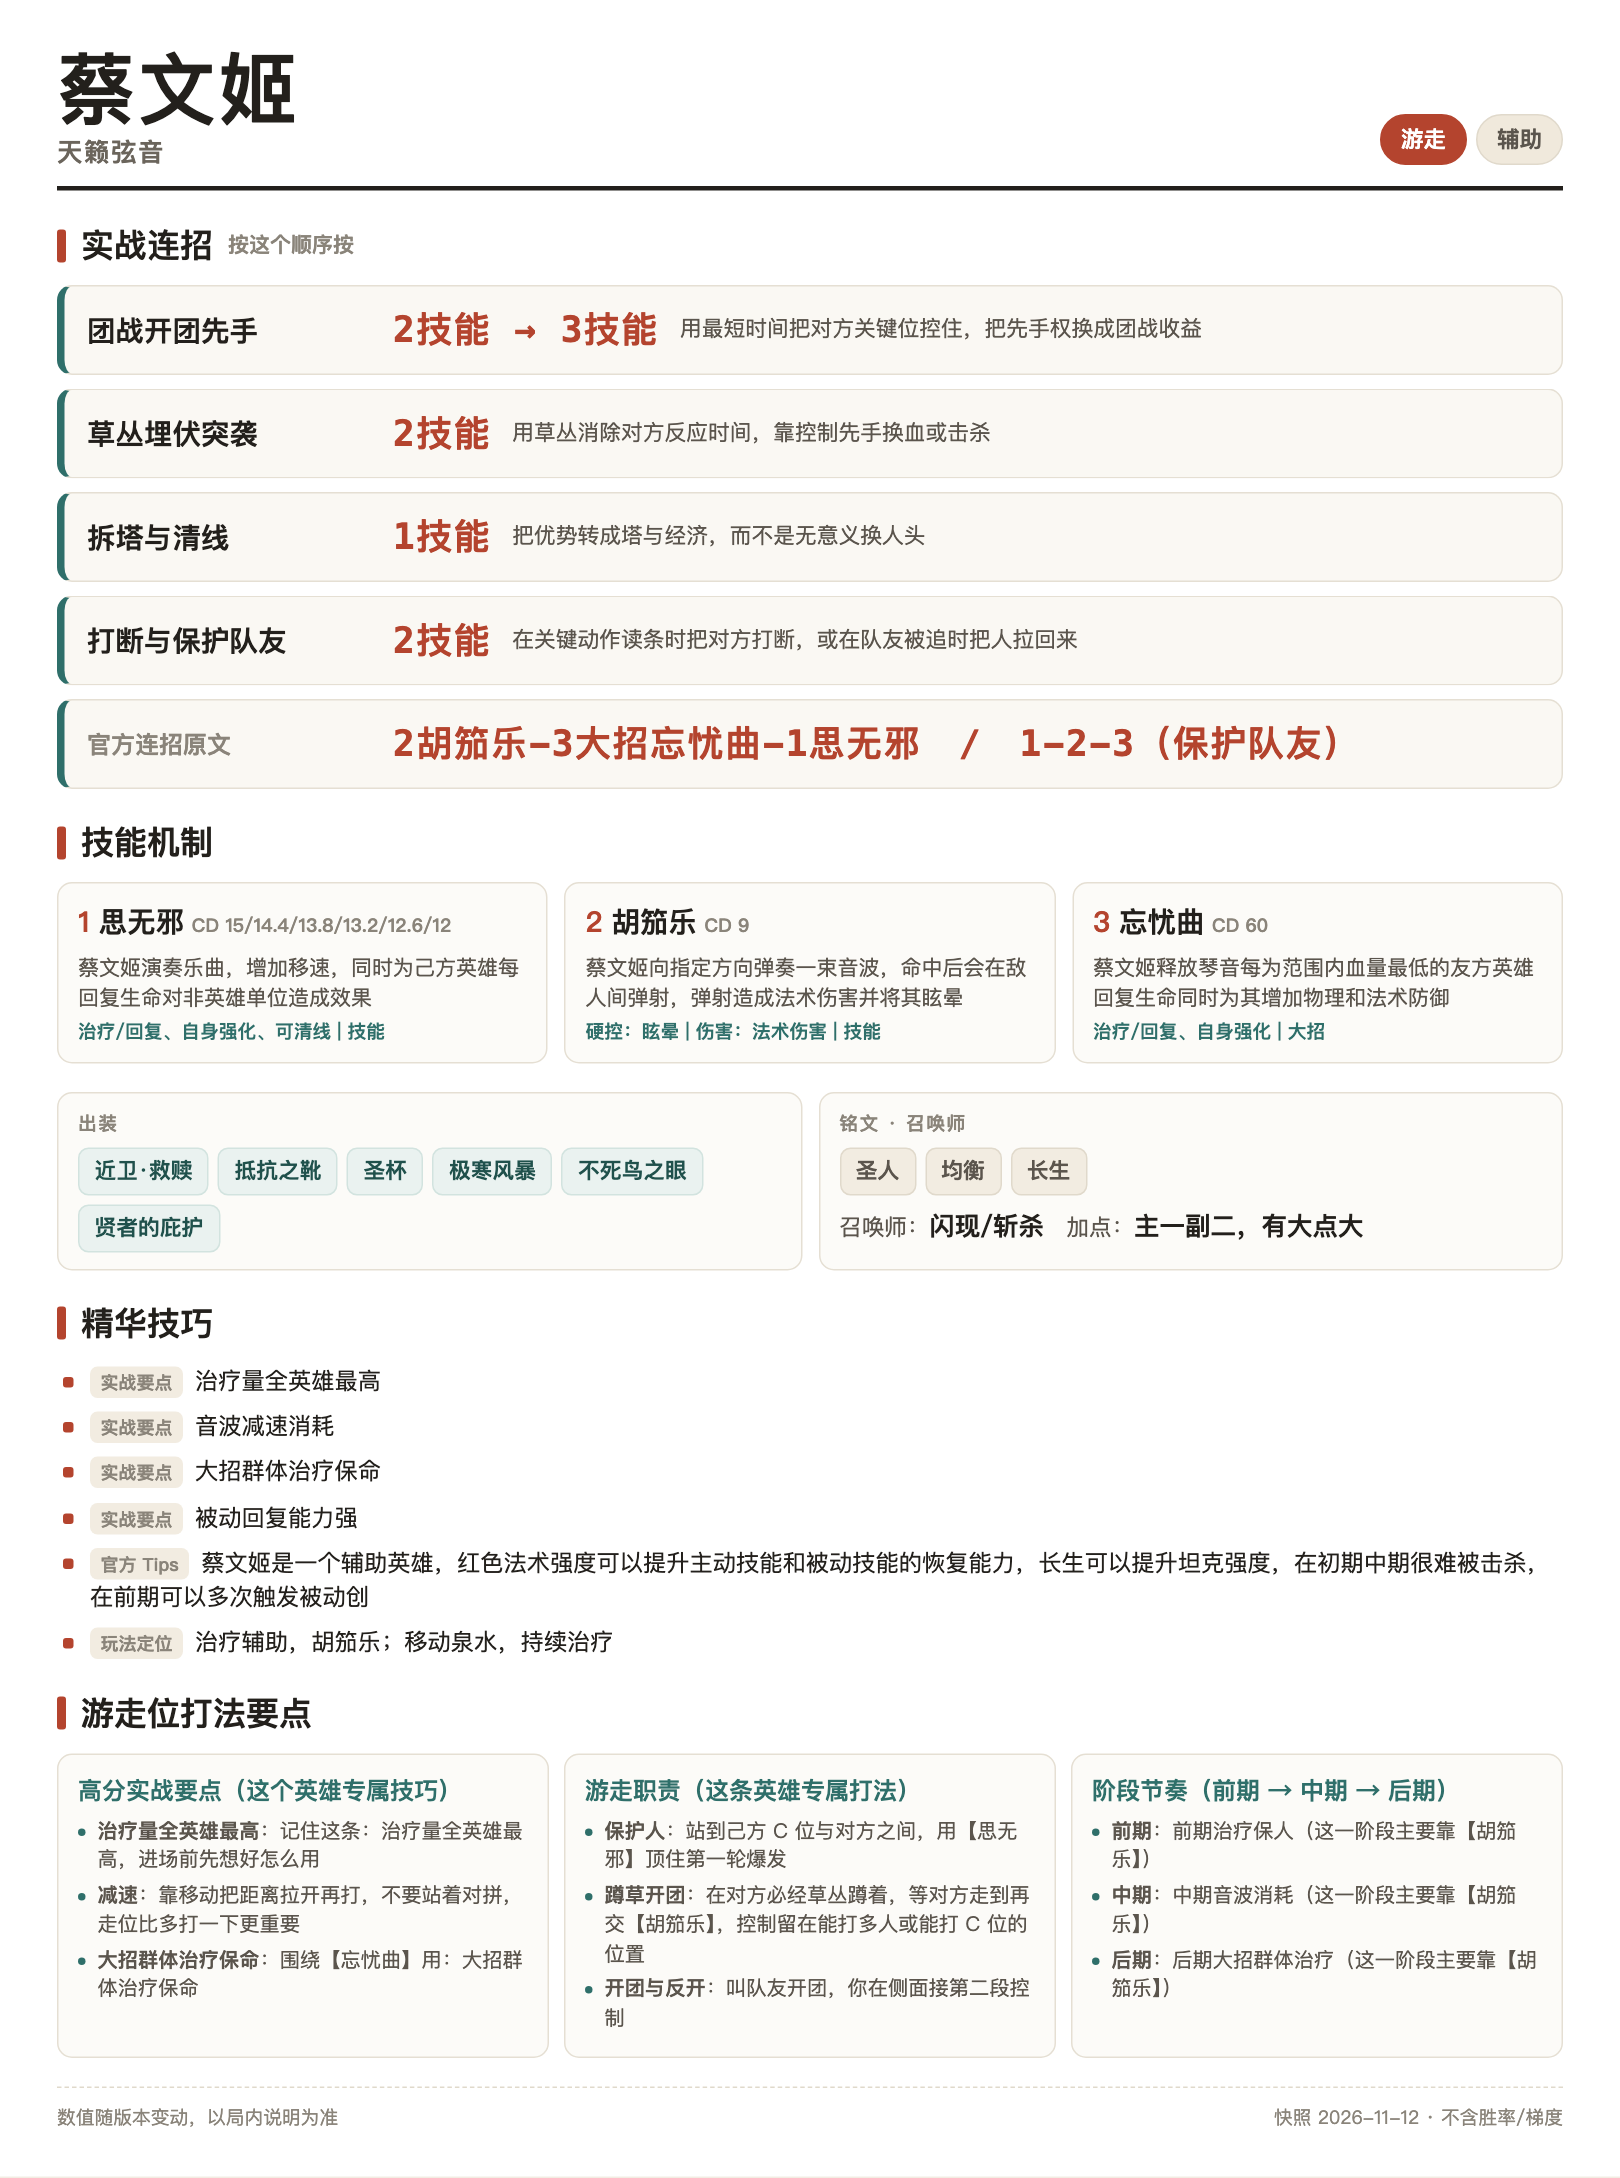 蔡文姬
天籁弦音
游走 辅助
实战连招 按这个顺序按
团战开团先手 2技能 → 3技能 用最短时间把对方关键位控住，把先手权换成团战收益
草丛埋伏突袭 2技能 用草丛消除对方反应时间，靠控制先手换血或击杀
拆塔与清线 1技能 把优势转成塔与经济，而不是无意义换人头
打断与保护队友 2技能 在关键动作读条时把对方打断，或在队友被追时把人拉回来
官方连招原文 2胡笳乐-3大招忘忧曲-1思无邪 / 1-2-3（保护队友）
技能机制
1 思无邪 CD 15/14.4/13.8/13.2/12.6/12
蔡文姬演奏乐曲，增加移速，同时为己方英雄每
回复生命对非英雄单位造成效果
治疗/回复、自身强化、可清线 | 技能
2 胡笳乐 CD 9
蔡文姬向指定方向弹奏一束音波，命中后会在敌
人间弹射，弹射造成法术伤害并将其眩晕
硬控：眩晕 | 伤害：法术伤害 | 技能
3 忘忧曲 CD 60
蔡文姬释放琴音每为范围内血量最低的友方英雄
回复生命同时为其增加物理和法术防御
治疗/回复、自身强化 | 大招
出装
近卫·救赎 抵抗之靴 圣杯 极寒风暴 不死鸟之眼
贤者的庇护
铭文 · 召唤师
圣人 均衡 长生
召唤师：闪现/斩杀 加点：主一副二，有大点大
精华技巧
实战要点 治疗量全英雄最高
实战要点 音波减速消耗
实战要点 大招群体治疗保命
实战要点 被动回复能力强
官方 Tips 蔡文姬是一个辅助英雄，红色法术强度可以提升主动技能和被动技能的恢复能力，长生可以提升坦克强度，在初期中期很难被击杀，
在前期可以多次触发被动创
玩法定位 治疗辅助，胡笳乐；移动泉水，持续治疗
游走位打法要点
高分实战要点（这个英雄专属技巧）
治疗量全英雄最高：记住这条：治疗量全英雄最
高，进场前先想好怎么用
减速：靠移动把距离拉开再打，不要站着对拼，
走位比多打一下更重要
大招群体治疗保命：围绕【忘忧曲】用：大招群
体治疗保命
游走职责（这条英雄专属打法）
保护人：站到己方 C 位与对方之间，用【思无
邪】顶住第一轮爆发
蹲草开团：在对方必经草丛蹲着，等对方走到再
交【胡笳乐】，控制留在能打多人或能打 C 位的
位置
开团与反开：叫队友开团，你在侧面接第二段控
制
阶段节奏（前期 → 中期 → 后期）
前期：前期治疗保人（这一阶段主要靠【胡笳
乐】）
中期：中期音波消耗（这一阶段主要靠【胡笳
乐】）
后期：后期大招群体治疗（这一阶段主要靠【胡
笳乐】）
数值随版本变动，以局内说明为准
快照 2026-11-12 · 不含胜率/梯度